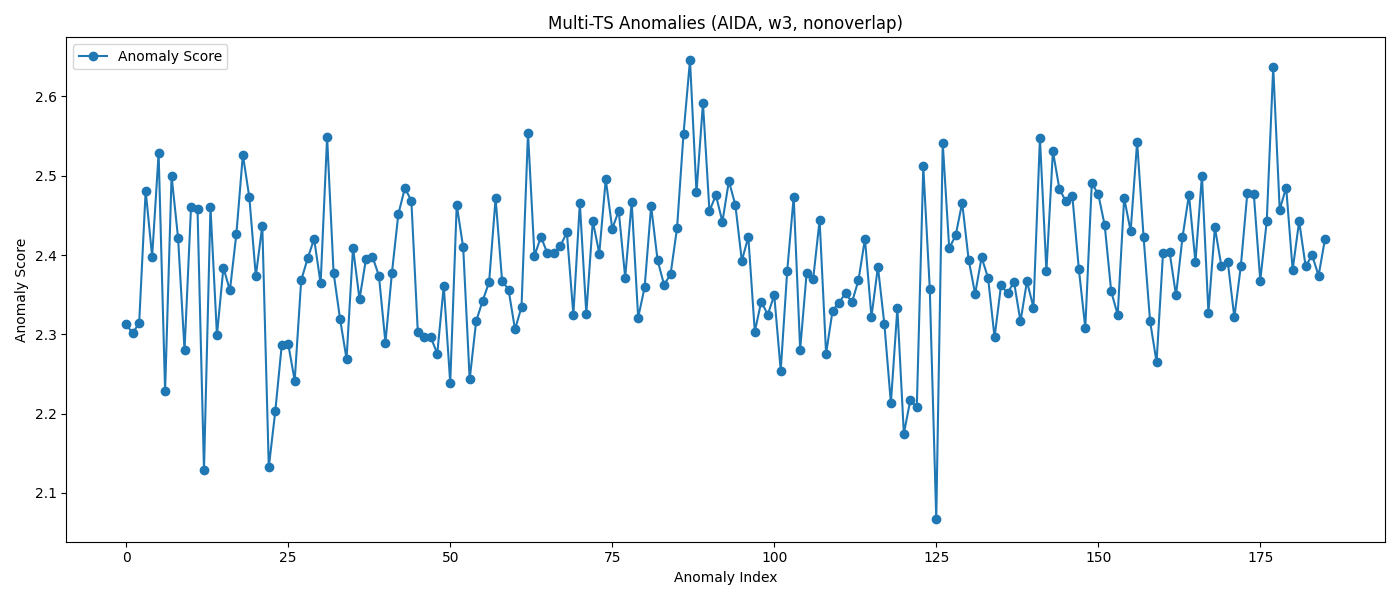 Multi-TS Anomalies (AIDA, w3, nonoverlap)
Anomaly Score
2.6
2.5
2.4
2.3
2.2
2.1
Anomaly Score
0 25 50 75 100 125 150 175
Anomaly Index